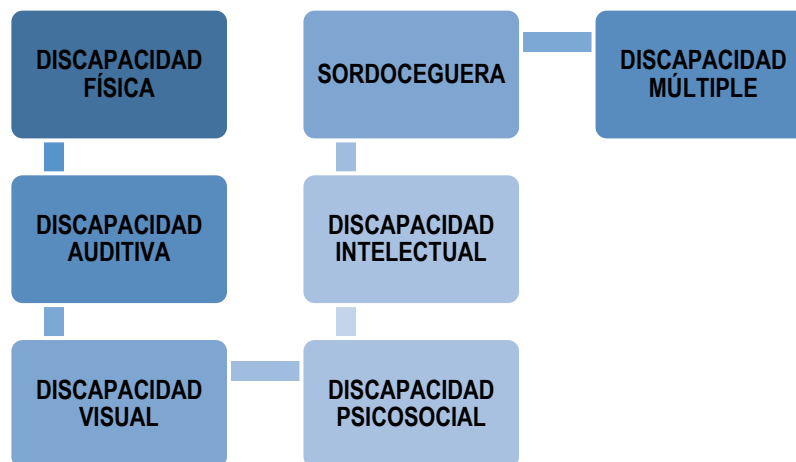 DISCAPACIDAD
FÍSICA
DISCAPACIDAD
AUDITIVA
DISCAPACIDAD
VISUAL
DISCAPACIDAD
PSICOSOCIAL
DISCAPACIDAD
INTELECTUAL
SORDOCEGUERA
DISCAPACIDAD
MÚLTIPLE